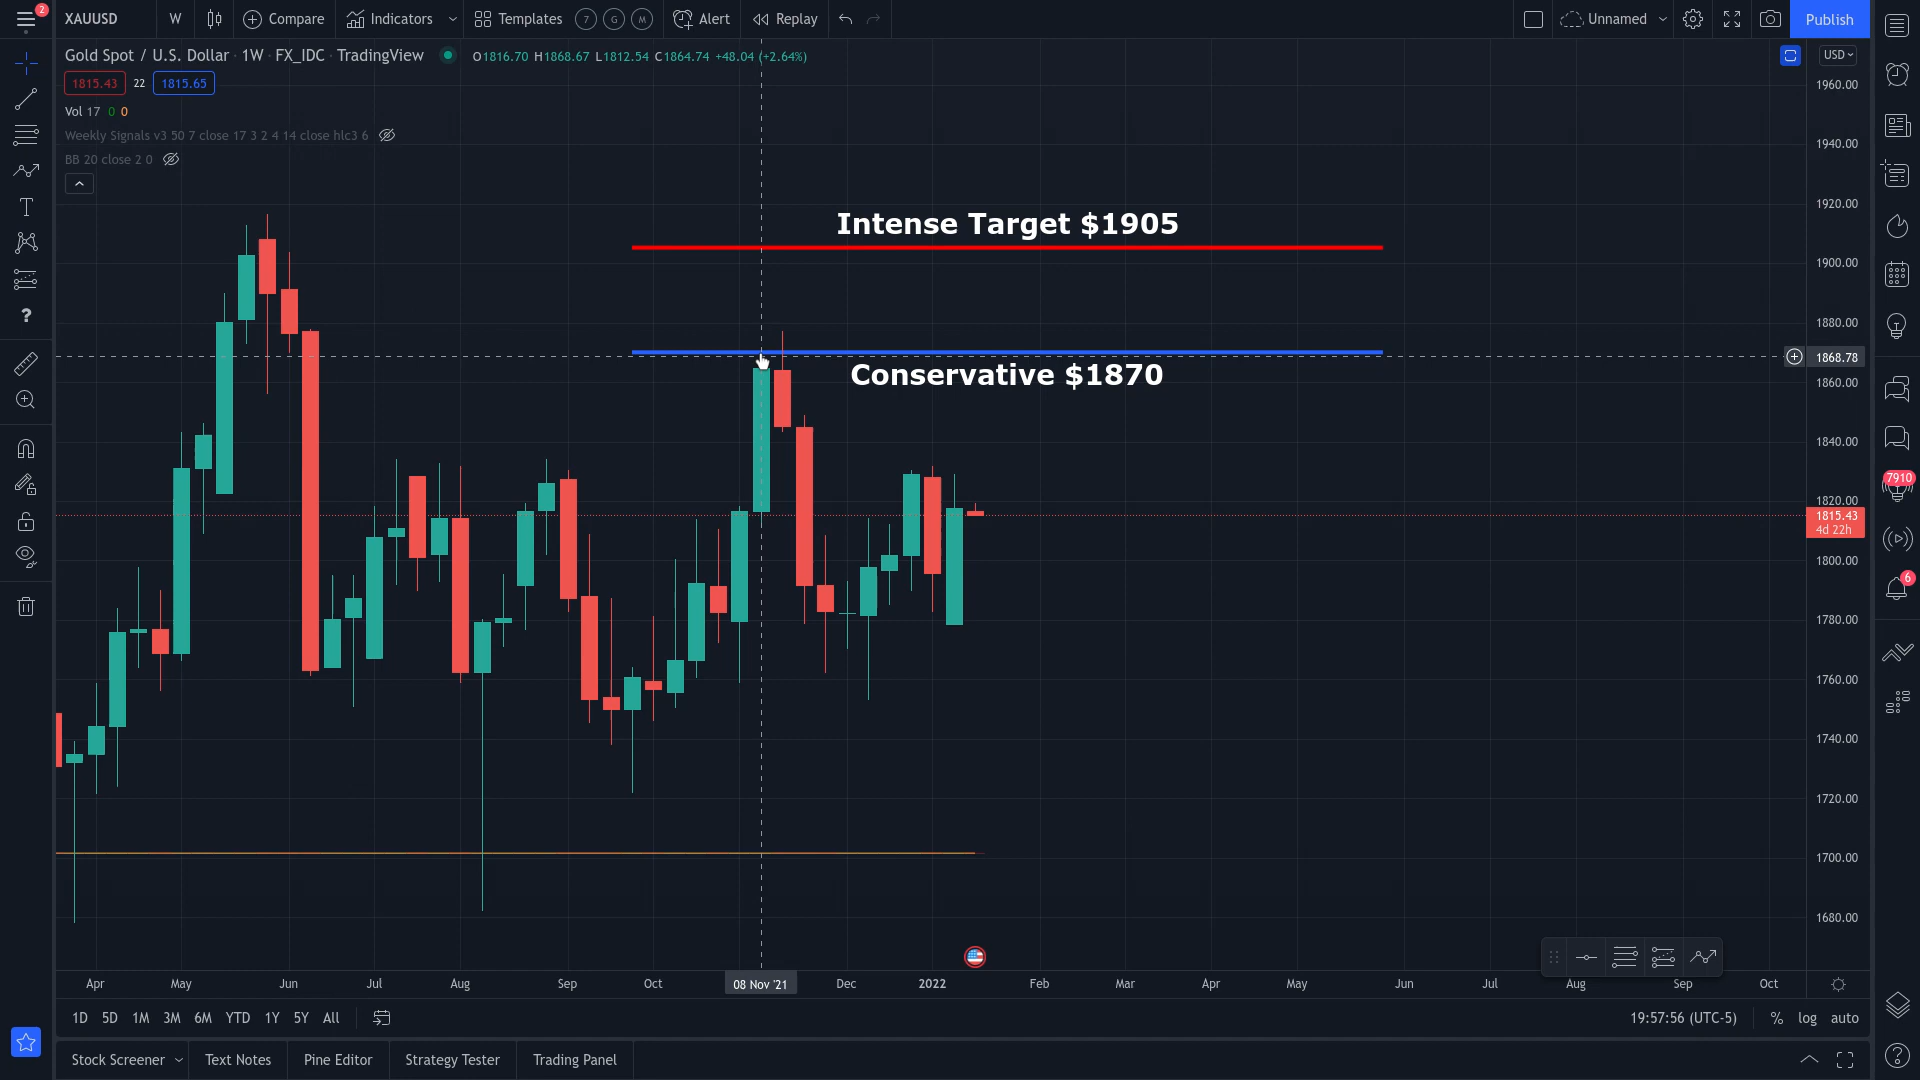 2 XAUUSD W Compare Indicators Templates 7 G M Alert Replay Unnamed Publish
Gold Spot / U.S. Dollar · 1W · FX_IDC · TradingView O1816.70 H1868.67 L1812.54 C1864.74 +48.04 (+2.64%) USD
1815.43 22 1815.65
Vol 17 0 0
Weekly Signals v3 50 7 close 17 3 2 4 14 close hlc3 6
BB 20 close 2 0
T
?
Intense Target $1905
Conservative $1870
1960.00
1940.00
1920.00
1900.00
1880.00
1868.78
1860.00
1840.00
1820.00
1815.43
4d 22h
1800.00
1780.00
1760.00
1740.00
1720.00
1700.00
1680.00
7910
6
Apr May Jun Jul Aug Sep Oct 08 Nov '21 Dec 2022 Feb Mar Apr May Jun Jul Aug Sep Oct
1D 5D 1M 3M 6M YTD 1Y 5Y All 19:57:56 (UTC-5) % log auto
Stock Screener Text Notes Pine Editor Strategy Tester Trading Panel ?